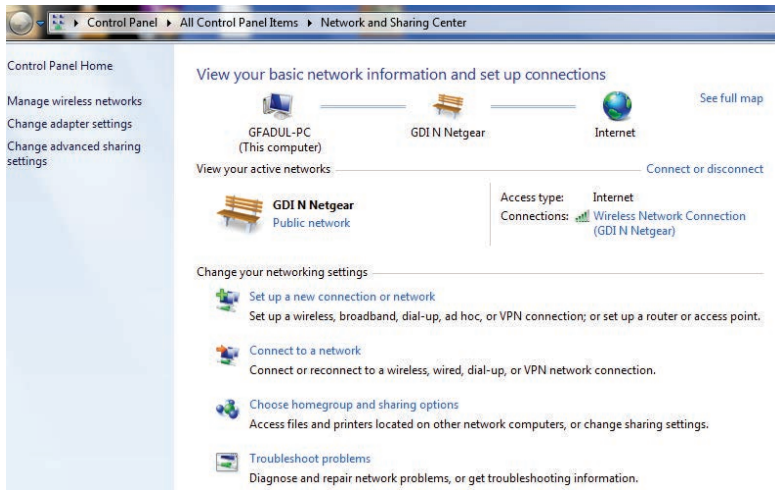 Control Panel ▸ All Control Panel Items ▸ Network and Sharing Center
Control Panel Home
Manage wireless networks
Change adapter settings
Change advanced sharing
settings
View your basic network information and set up connections
See full map
GFADUL-PC
(This computer)
GDI N Netgear
Internet
View your active networks
Connect or disconnect
GDI N Netgear
Public network
Access type: Internet
Connections: Wireless Network Connection
(GDI N Netgear)
Change your networking settings
Set up a new connection or network
Set up a wireless, broadband, dial-up, ad hoc, or VPN connection; or set up a router or access point.
Connect to a network
Connect or reconnect to a wireless, wired, dial-up, or VPN network connection.
Choose homegroup and sharing options
Access files and printers located on other network computers, or change sharing settings.
Troubleshoot problems
Diagnose and repair network problems, or get troubleshooting information.